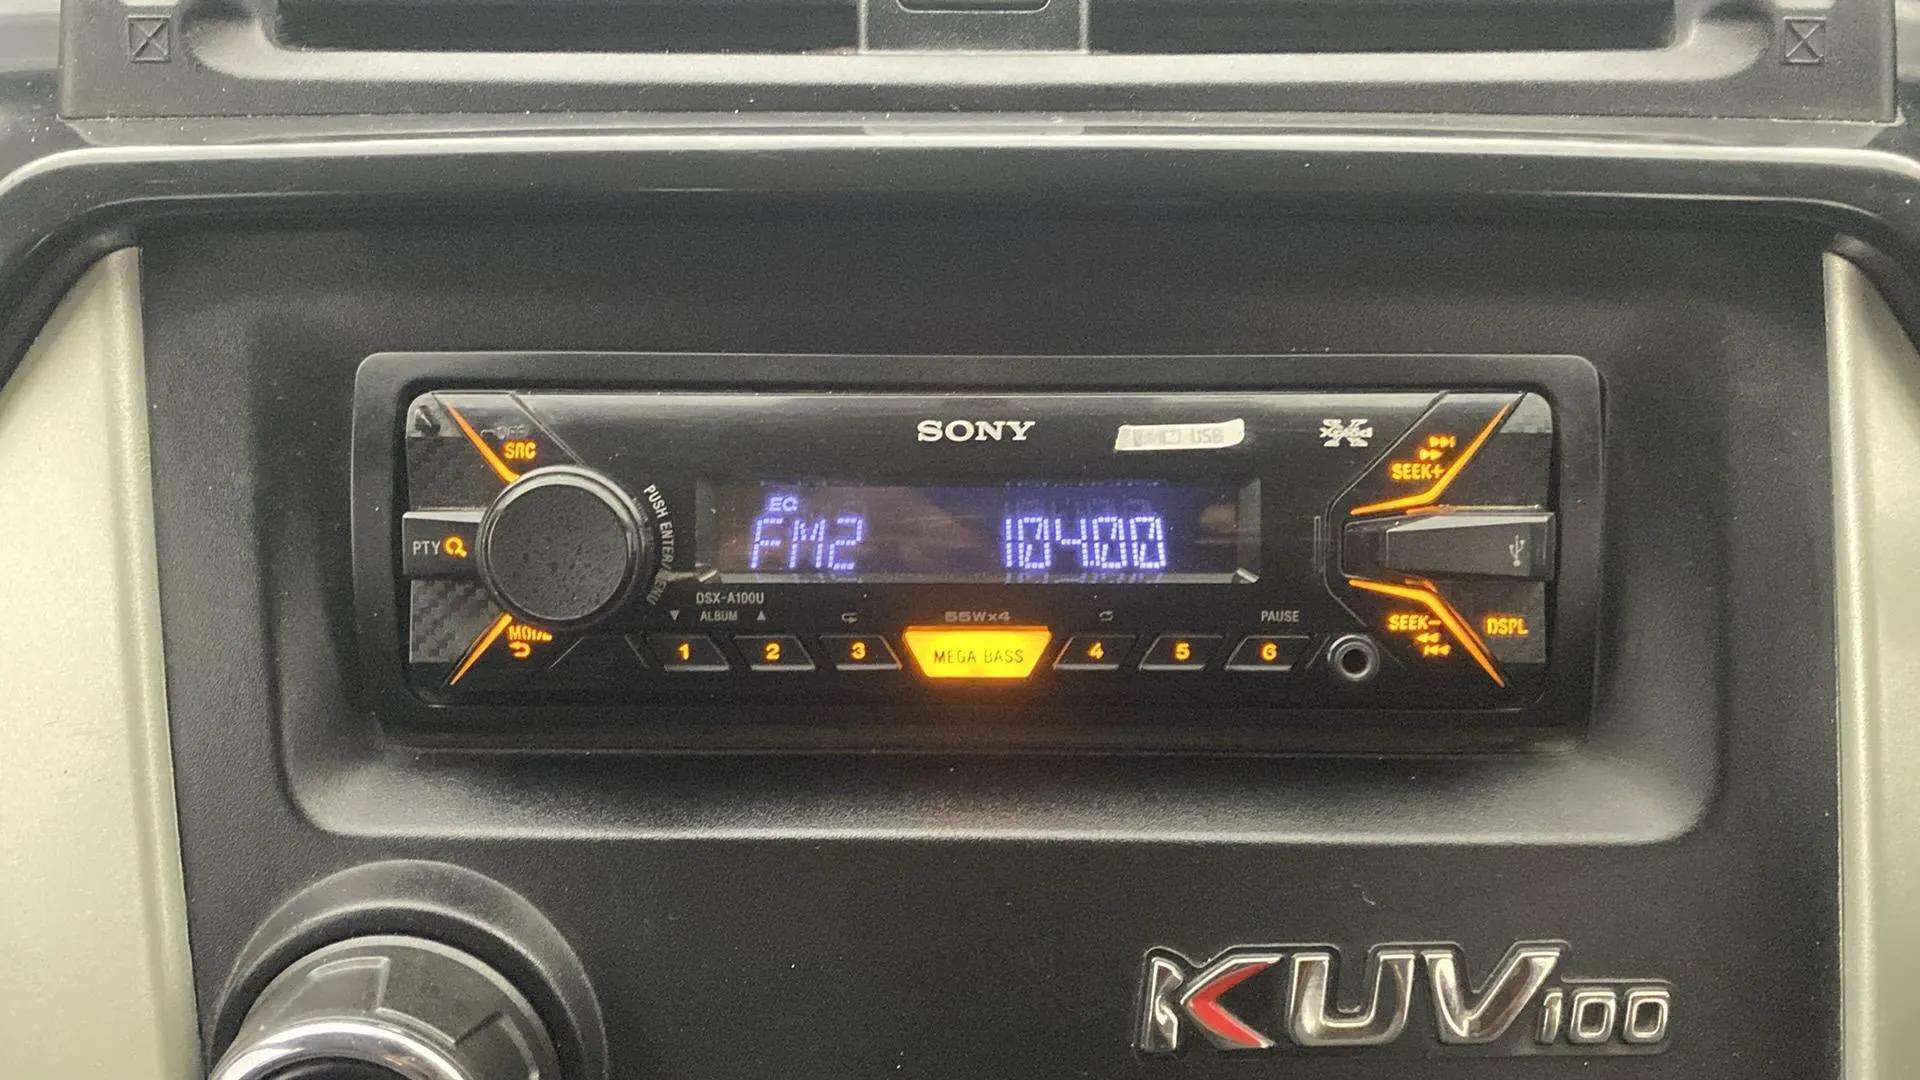 SONY
OFF
SRC
SEEK+
PUSH ENTER/MENU
EQ
FM2 104.00
PTY
DSX-A100U
ALBUM
55W×4
PAUSE
MODE
1 2 3 MEGA BASS 4 5 6
SEEK−
DSPL
KUV100